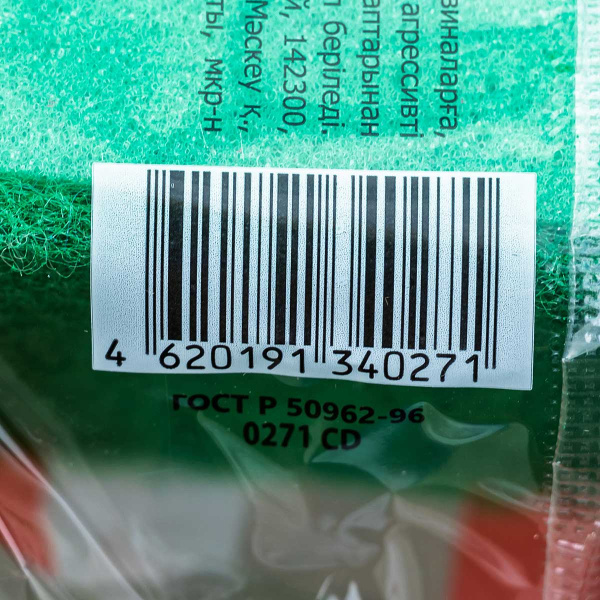 зиналарға,
агрессивті
аптарынан
л беріледі.
й, 142300,
Мәскеу қ.,
ты, мкр-н
4 620191 340271
ГОСТ Р 50962-96
0271 CD